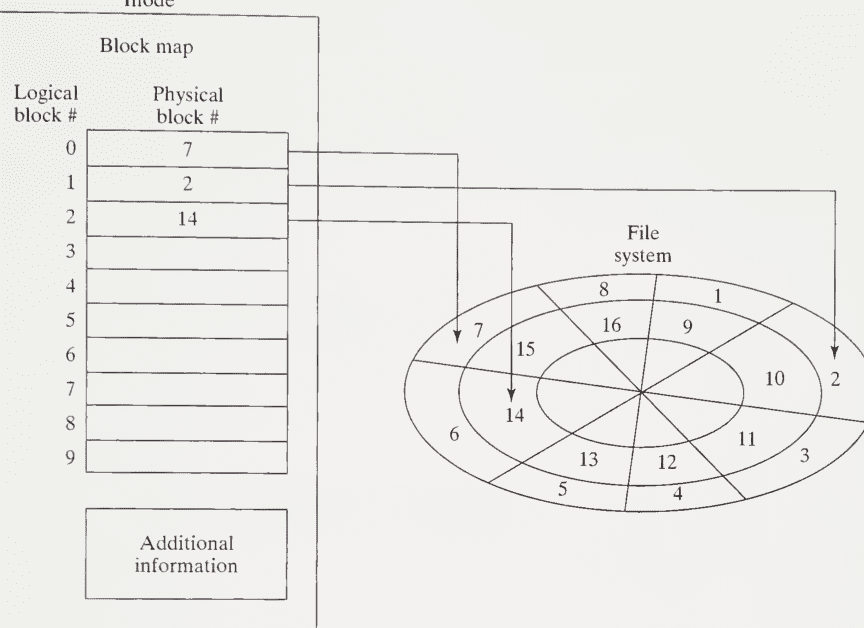 inode
Block map
Logical
block #
Physical
block #
0 7
1 2
2 14
3
4
5
6
7
8
9
Additional
information
File
system
8
1
7
16
9
15
10
2
14
6
11
13
12
3
5
4